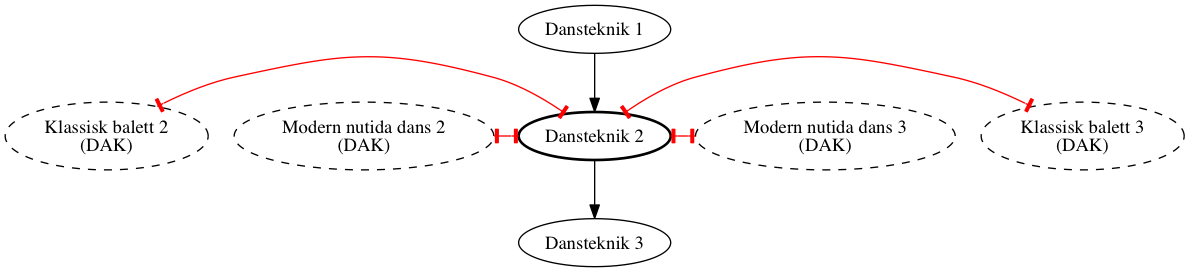 Dansteknik 1
Klassisk balett 2
(DAK)
Modern nutida dans 2
(DAK)
Dansteknik 2
Modern nutida dans 3
(DAK)
Klassisk balett 3
(DAK)
Dansteknik 3